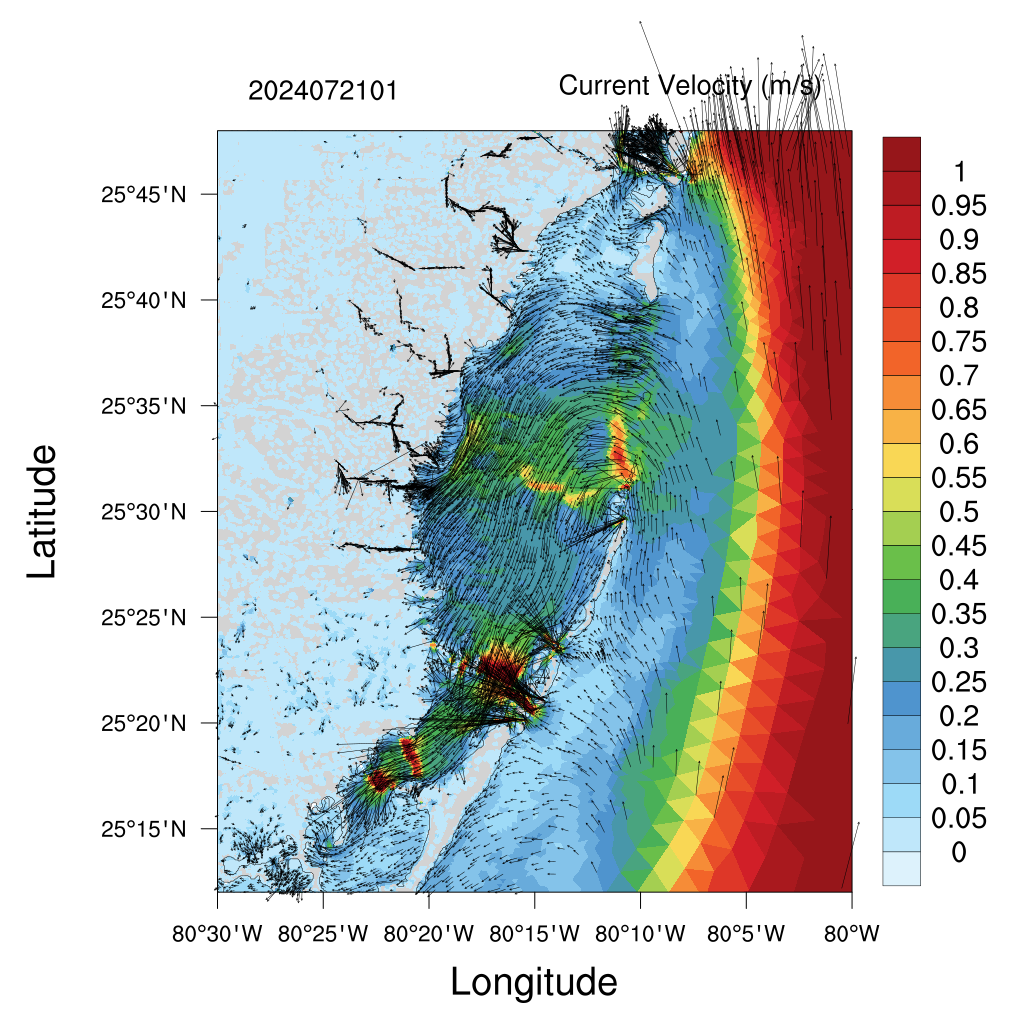 2024072101 Current Velocity (m/s)
Latitude
25°45'N
25°40'N
25°35'N
25°30'N
25°25'N
25°20'N
25°15'N
80°30'W 80°25'W 80°20'W 80°15'W 80°10'W 80°5'W 80°W
Longitude
1
0.95
0.9
0.85
0.8
0.75
0.7
0.65
0.6
0.55
0.5
0.45
0.4
0.35
0.3
0.25
0.2
0.15
0.1
0.05
0